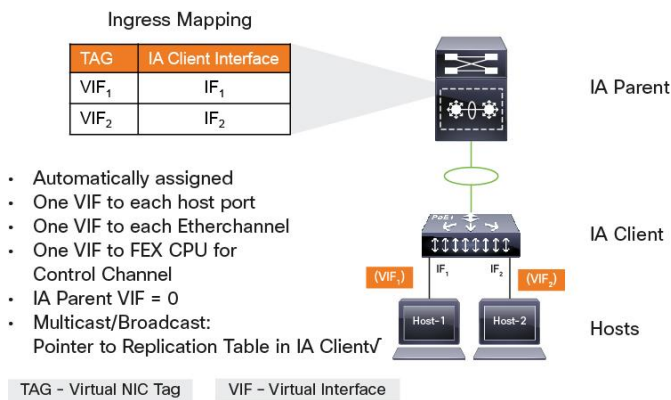 Ingress Mapping
TAG IA Client Interface
VIF1 IF1
VIF2 IF2
IA Parent
• Automatically assigned
• One VIF to each host port
• One VIF to each Etherchannel
• One VIF to FEX CPU for
Control Channel
• IA Parent VIF = 0
• Multicast/Broadcast:
Pointer to Replication Table in IA Client√
PoE+
IA Client
(VIF1) IF1 IF2 (VIF2)
Host-1 Host-2
Hosts
TAG – Virtual NIC Tag VIF – Virtual Interface